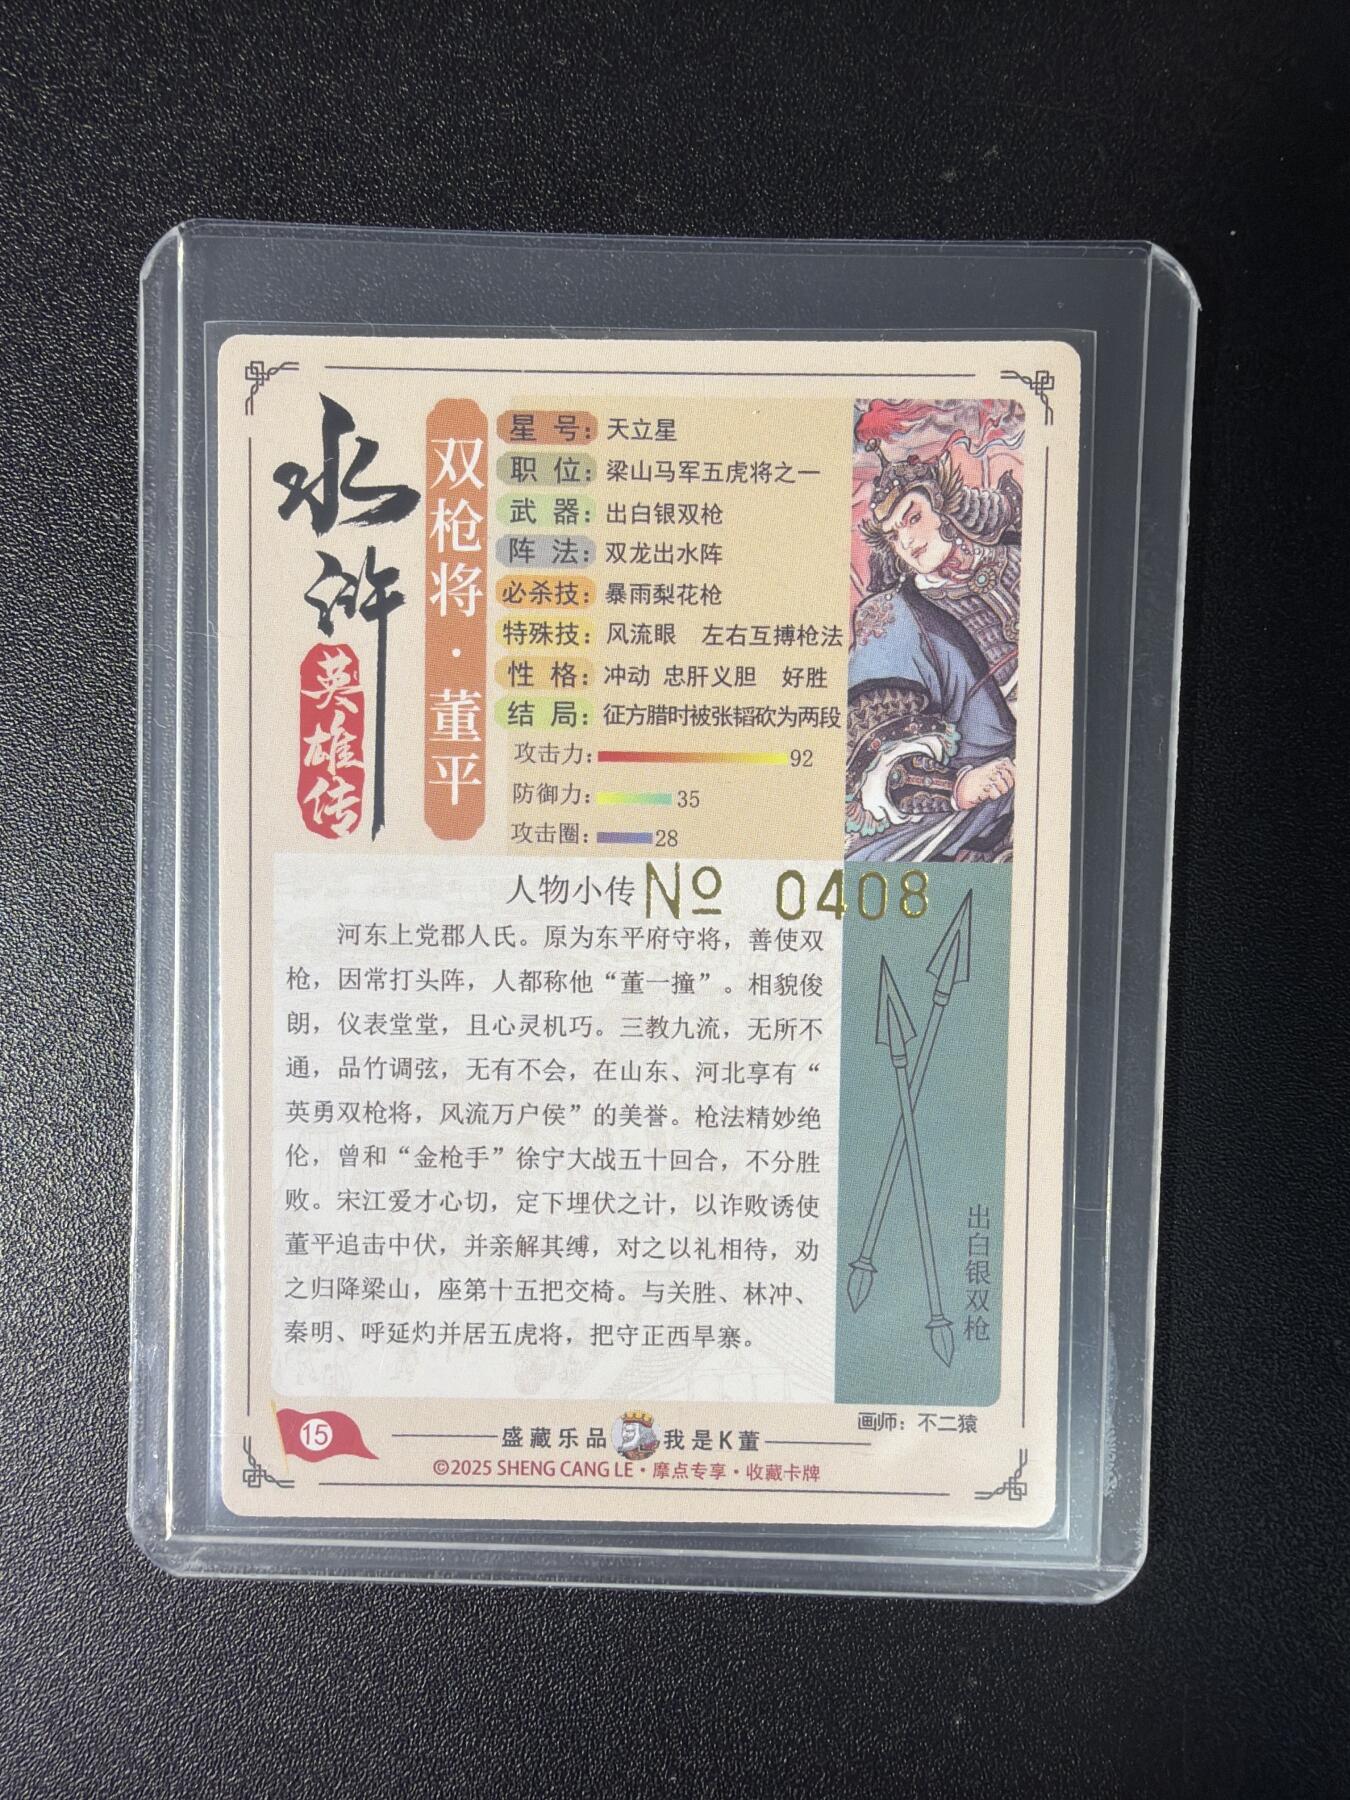 水浒
英雄传
双枪将·董平
星号：天立星
职位：梁山马军五虎将之一
武器：出白银双枪
阵法：双龙出水阵
必杀技：暴雨梨花枪
特殊技：风流眼 左右互搏枪法
性格：冲动 忠肝义胆 好胜
结局：征方腊时被张韬砍为两段
攻击力：92
防御力：35
攻击圈：28
人物小传 № 0408
河东上党郡人氏。原为东平府守将，善使双
枪，因常打头阵，人都称他“董一撞”。相貌俊
朗，仪表堂堂，且心灵机巧。三教九流，无所不
通，品竹调弦，无有不会，在山东、河北享有“
英勇双枪将，风流万户侯”的美誉。枪法精妙绝
伦，曾和“金枪手”徐宁大战五十回合，不分胜
败。宋江爱才心切，定下埋伏之计，以诈败诱使
董平追击中伏，并亲解其缚，对之以礼相待，劝
之归降梁山，座第十五把交椅。与关胜、林冲、
秦明、呼延灼并居五虎将，把守正西旱寨。
出白银双枪
画师：不二猿
15
盛藏乐品 我是K董
©2025 SHENG CANG LE·摩点专享·收藏卡牌